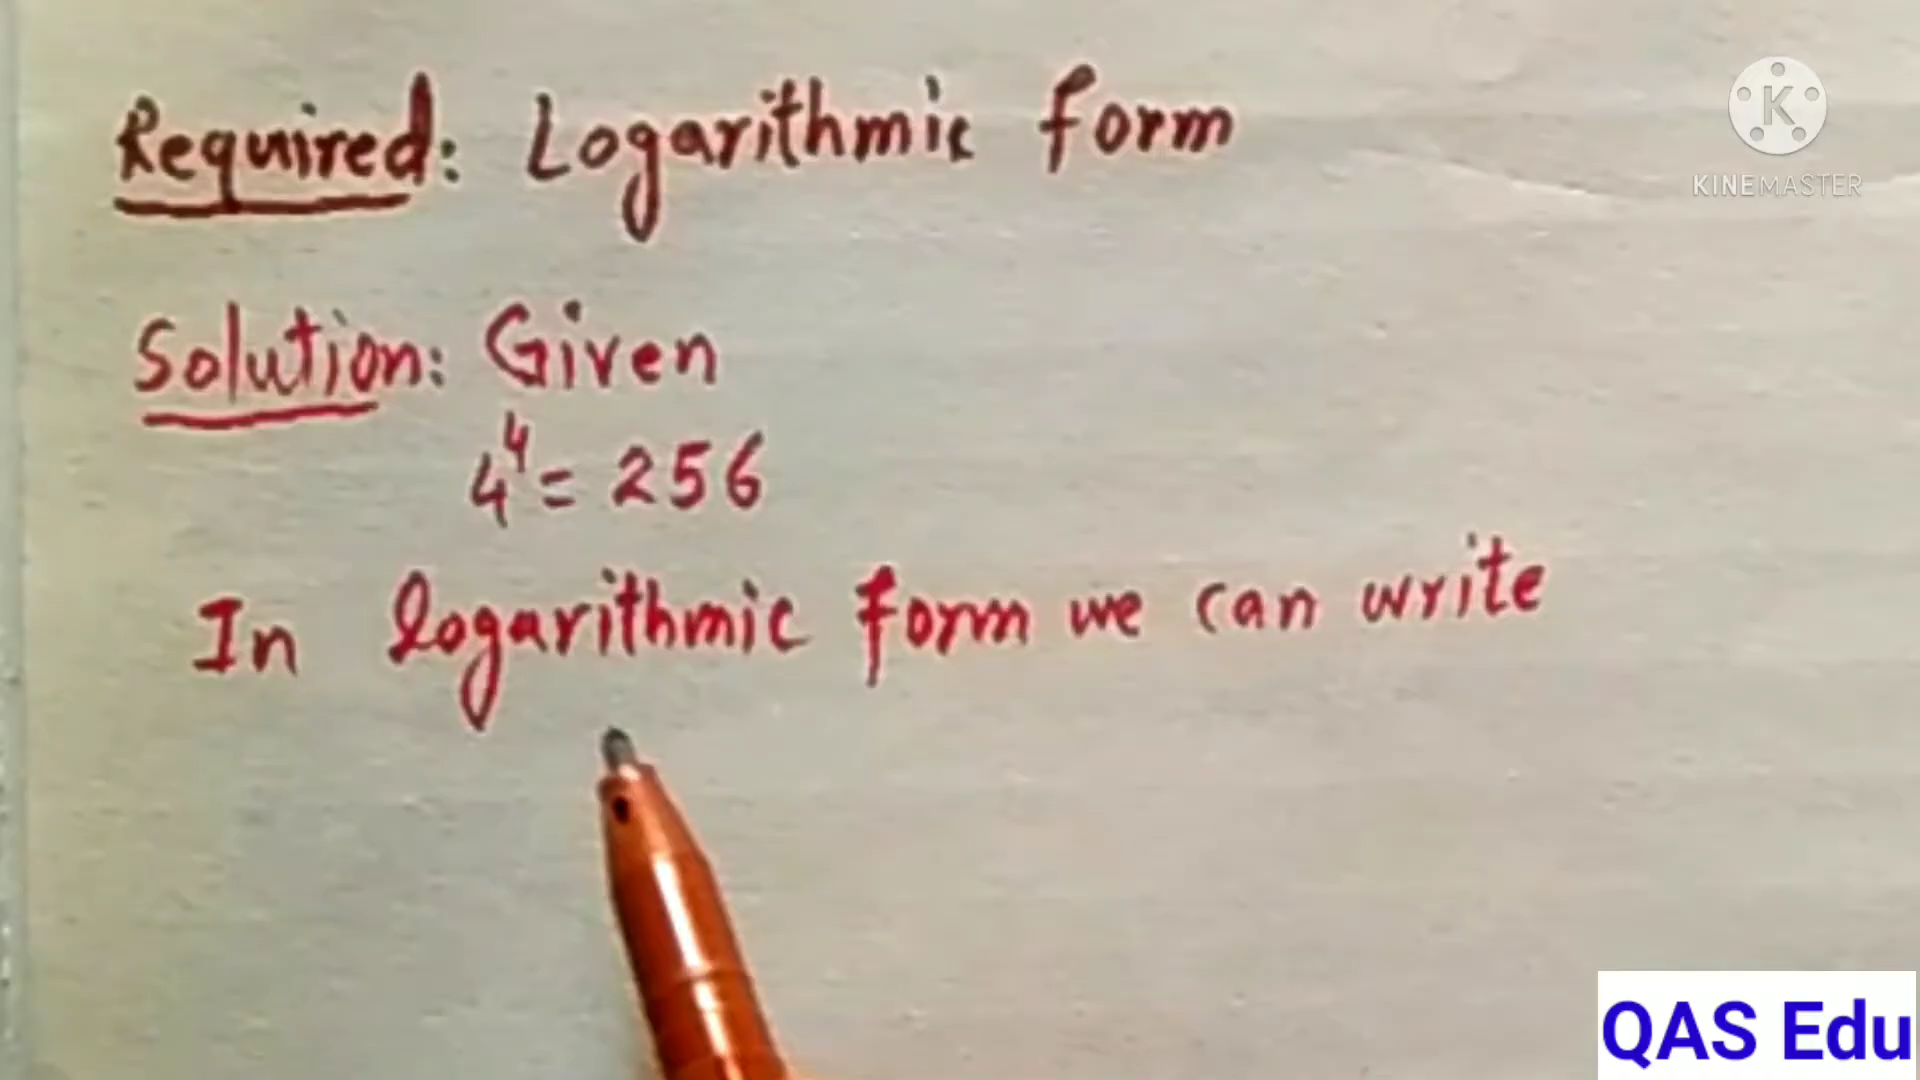 Required: Logarithmic form
KINEMASTER
Solution: Given
4⁴ = 256
In logarithmic form we can write
QAS Edu